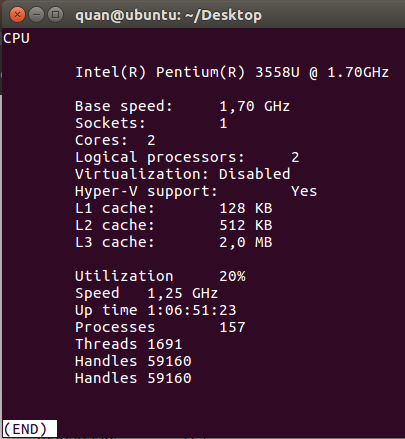 quan@ubuntu: ~/Desktop
CPU
Intel(R) Pentium(R) 3558U @ 1.70GHz
Base speed: 1,70 GHz
Sockets: 1
Cores: 2
Logical processors: 2
Virtualization: Disabled
Hyper-V support: Yes
L1 cache: 128 KB
L2 cache: 512 KB
L3 cache: 2,0 MB
Utilization 20%
Speed 1,25 GHz
Up time 1:06:51:23
Processes 157
Threads 1691
Handles 59160
Handles 59160
(END)